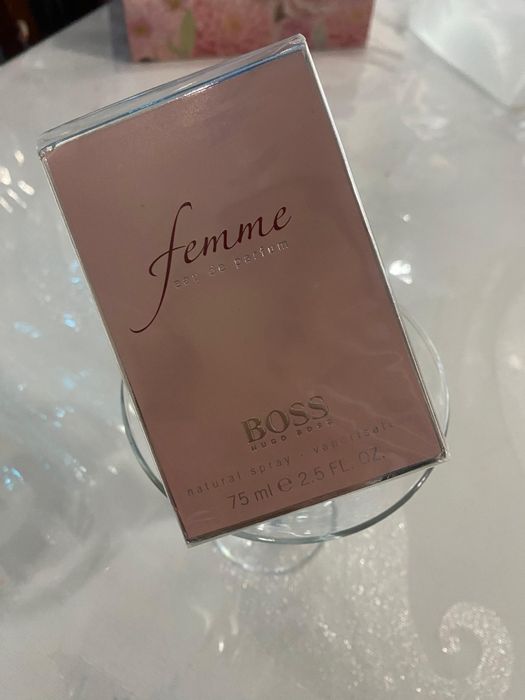 femme
eau de parfum
BOSS
HUGO BOSS
natural spray · vaporisateur
75 ml ℮ 2.5 FL. OZ.